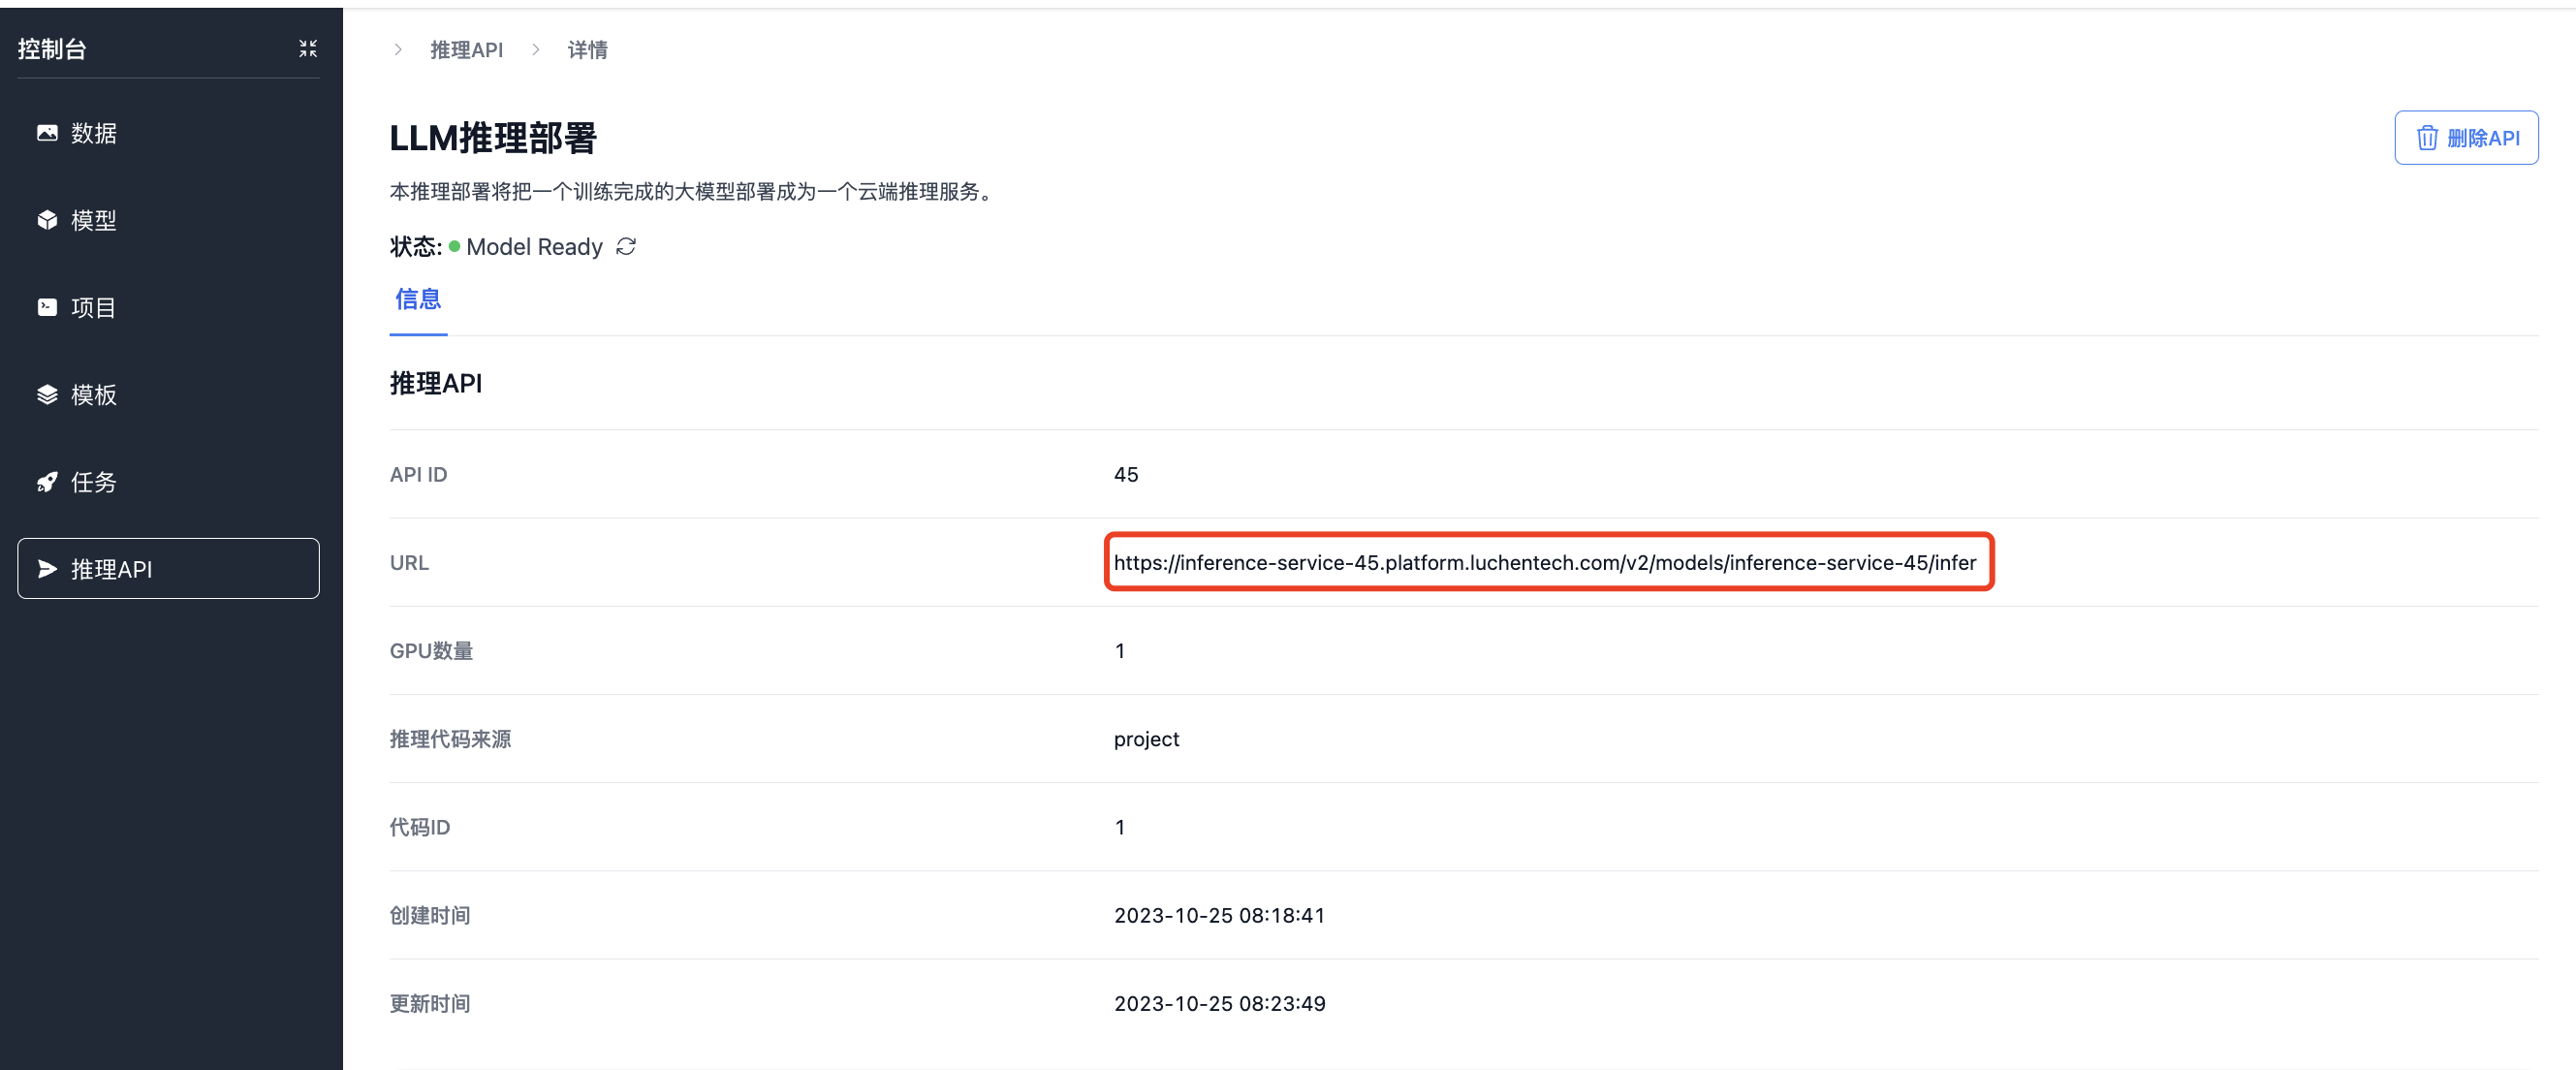 控制台
数据
模型
项目
模板
任务
推理API
推理API
详情
LLM推理部署
删除API
本推理部署将把一个训练完成的大模型部署成为一个云端推理服务。
状态: Model Ready
信息
推理API
API ID 45
URL https://inference-service-45.platform.luchentech.com/v2/models/inference-service-45/infer
GPU数量 1
推理代码来源 project
代码ID 1
创建时间 2023-10-25 08:18:41
更新时间 2023-10-25 08:23:49